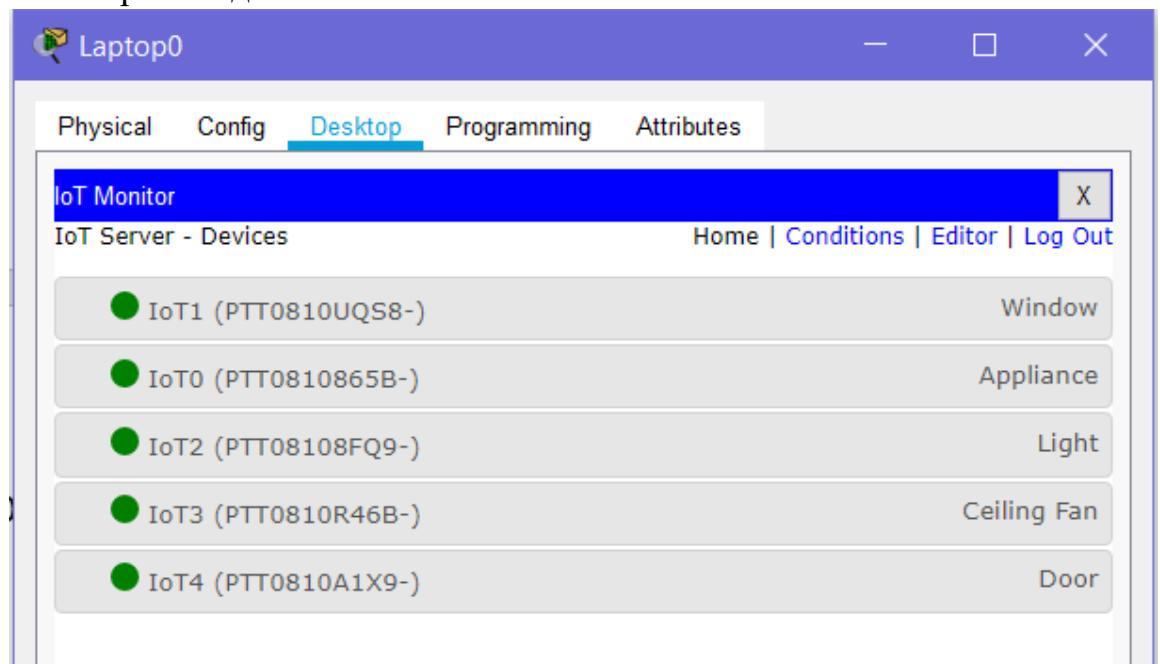 Laptop0
Physical Config Desktop Programming Attributes
IoT Monitor X
IoT Server - Devices Home | Conditions | Editor | Log Out
IoT1 (PTT0810UQS8-) Window
IoT0 (PTT0810865B-) Appliance
IoT2 (PTT08108FQ9-) Light
IoT3 (PTT0810R46B-) Ceiling Fan
IoT4 (PTT0810A1X9-) Door